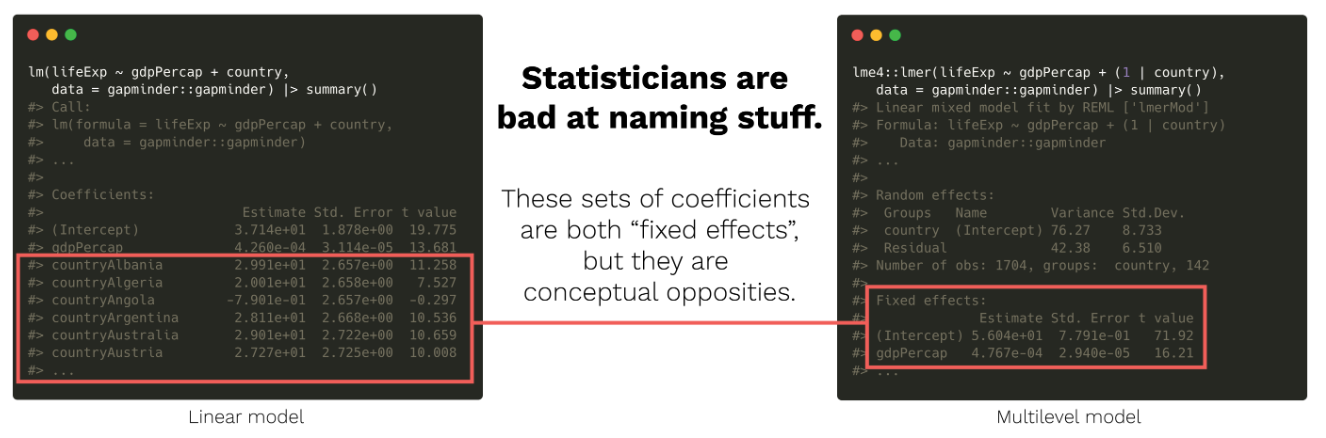 lm(lifeExp ~ gdpPercap + country,
   data = gapminder::gapminder) |> summary()
#> Call:
#> lm(formula = lifeExp ~ gdpPercap + country,
#>     data = gapminder::gapminder)
#> ...
#>
#> Coefficients:
#>                          Estimate Std. Error t value
#> (Intercept)             3.714e+01  1.878e+00  19.775
#> gdpPercap               4.260e-04  3.114e-05  13.681
#> countryAlbania          2.991e+01  2.657e+00  11.258
#> countryAlgeria          2.001e+01  2.658e+00   7.527
#> countryAngola          -7.901e-01  2.657e+00  -0.297
#> countryArgentina        2.811e+01  2.668e+00  10.536
#> countryAustralia        2.901e+01  2.722e+00  10.659
#> countryAustria          2.727e+01  2.725e+00  10.008
#> ...
Linear model
Statisticians are
bad at naming stuff.
These sets of coefficients
are both “fixed effects”,
but they are
conceptual opposities.
lme4::lmer(lifeExp ~ gdpPercap + (1 | country),
   data = gapminder::gapminder) |> summary()
#> Linear mixed model fit by REML ['lmerMod']
#> Formula: lifeExp ~ gdpPercap + (1 | country)
#>    Data: gapminder::gapminder
#> ...
#>
#> Random effects:
#>  Groups   Name        Variance Std.Dev.
#>  country  (Intercept) 76.27    8.733
#>  Residual             42.38    6.510
#> Number of obs: 1704, groups:  country, 142
#>
#> Fixed effects:
#>              Estimate Std. Error t value
#> (Intercept) 5.604e+01  7.791e-01   71.92
#> gdpPercap   4.767e-04  2.940e-05   16.21
#> ...
Multilevel model